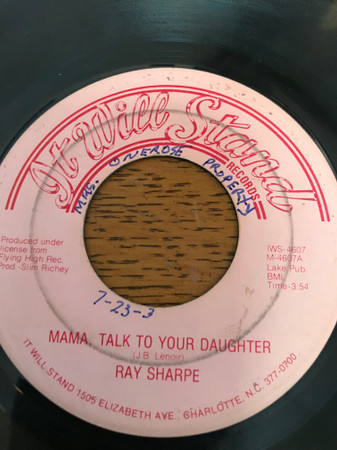 It Will Stand
RECORDS
MRS. ONEROSE PROPERTY
Produced under
license from
Flying High Rec.
Prod-Slim Richey
IWS-4607
M-4607A
Lake Pub
BMI
Time-3:54
7-23-3
MAMA, TALK TO YOUR DAUGHTER
(J.B. Lenoir)
RAY SHARPE
IT WILL STAND 1505 ELIZABETH AVE., CHARLOTTE, N.C. 377-0700